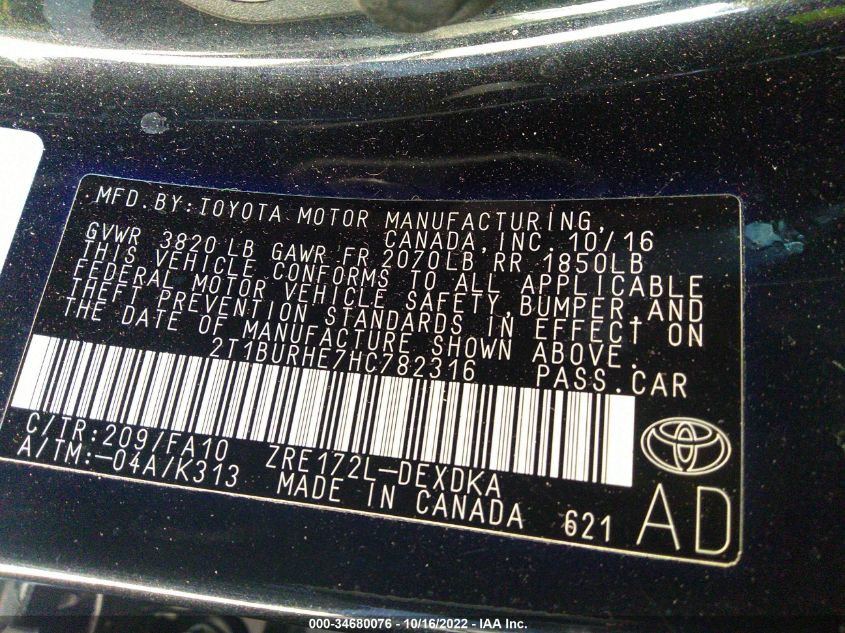 MFD.BY:TOYOTA MOTOR MANUFACTURING,
CANADA,INC. 10/16
GVWR 3820 LB GAWR FR 2070LB RR 1850LB
THIS VEHICLE CONFORMS TO ALL APPLICABLE
FEDERAL MOTOR VEHICLE SAFETY,BUMPER,AND
THEFT PREVENTION STANDARDS IN EFFECT ON
THE DATE OF MANUFACTURE SHOWN ABOVE.
2T1BURHE7HC782316 PASS.CAR
C/TR:209/FA10 ZRE172L-DEXDKA
A/TM:-04A/K313 MADE IN CANADA 621 AD
000-34680076 - 10/16/2022 - IAA Inc.